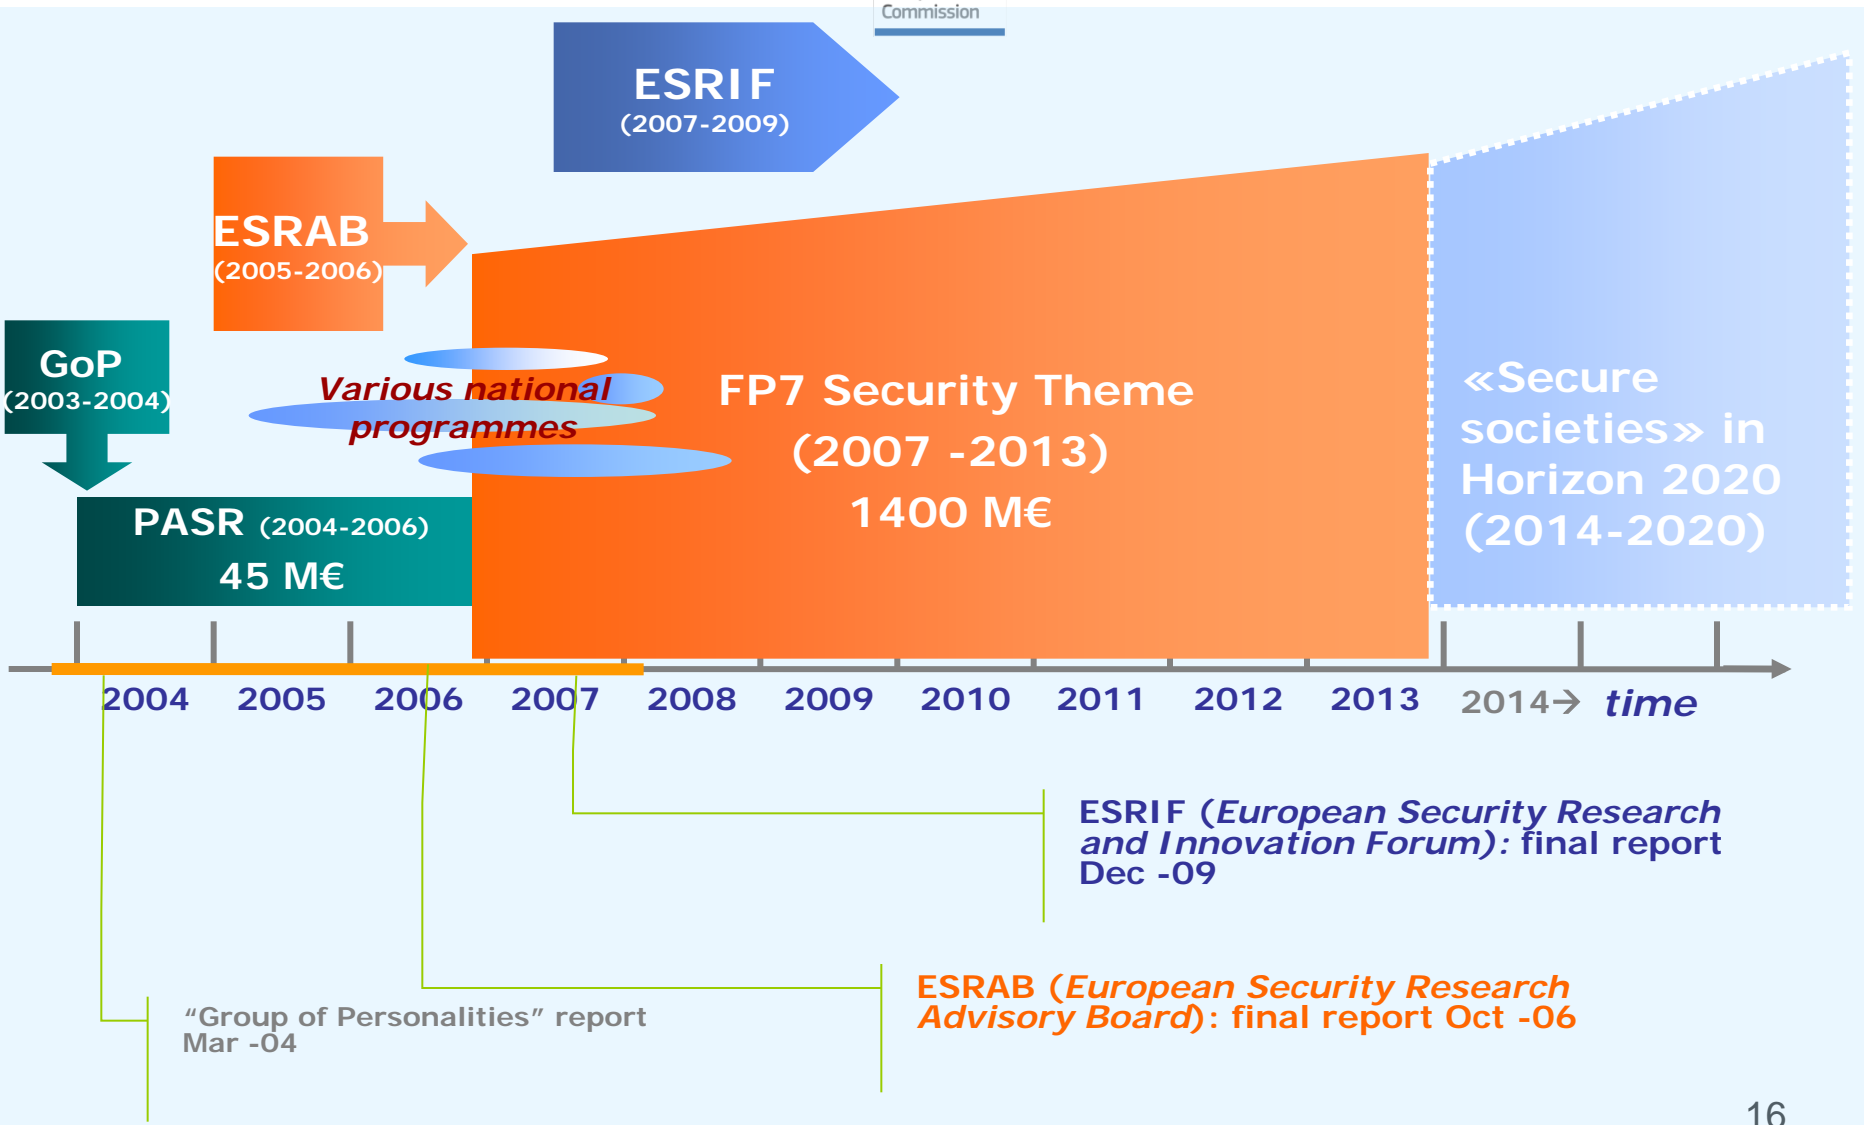 Commission
ESRIF
(2007-2009)
ESRAB
(2005-2006)
GoP
(2003-2004)
Various national
programmes
FP7 Security Theme
(2007 -2013)
1400 M€
«Secure
societies» in
Horizon 2020
(2014-2020)
PASR (2004-2006)
45 M€
2004 2005 2006 2007 2008 2009 2010 2011 2012 2013 2014→ time
ESRIF (European Security Research
and Innovation Forum): final report
Dec -09
ESRAB (European Security Research
Advisory Board): final report Oct -06
“Group of Personalities” report
Mar -04
16